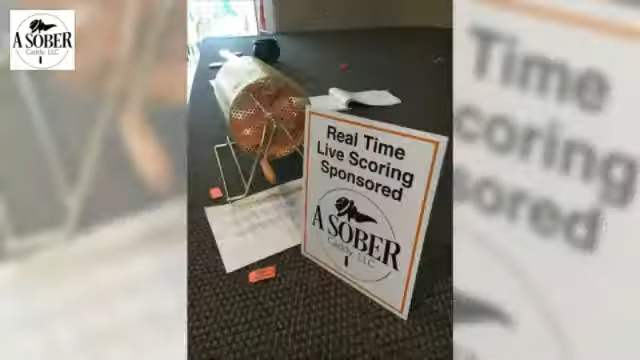 A SOBER
Caddy, LLC
Real Time
Live Scoring
Sponsored
A SOBER
Caddy, LLC
Time
coring
sored